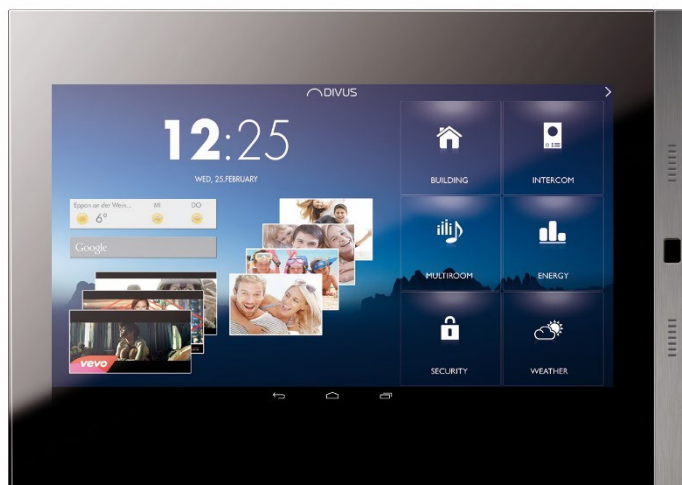 DIVUS
12:25
WED, 25.FEBRUARY
Eppan an der Wein...
MI
DO
6°
Google
vevo
BUILDING
INTERCOM
MULTIROOM
ENERGY
SECURITY
WEATHER